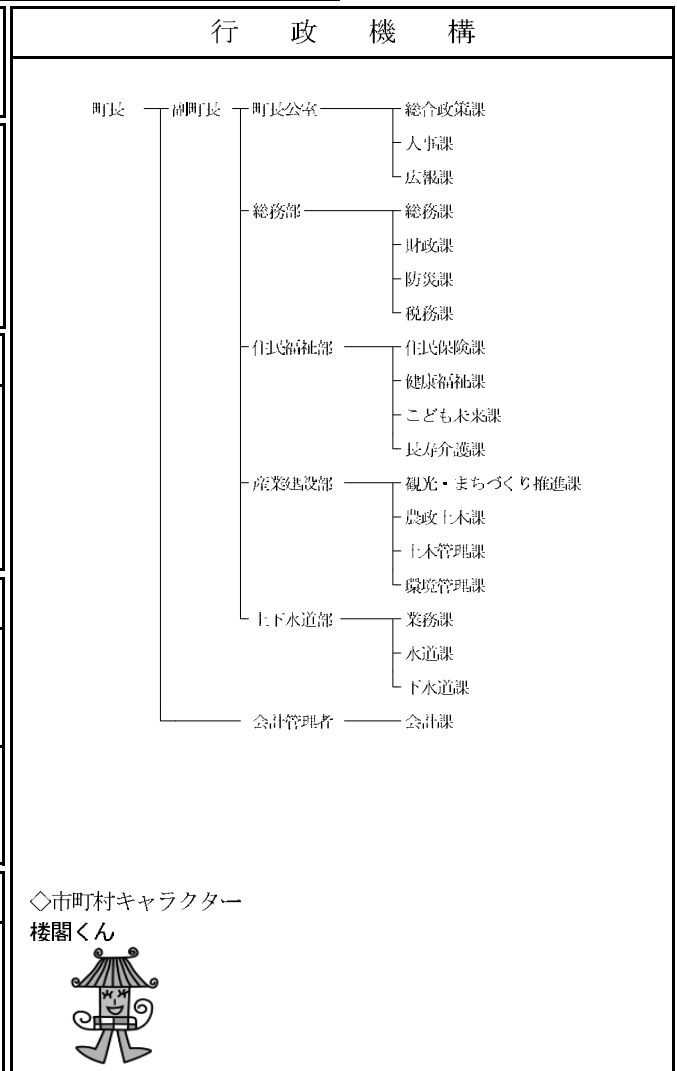 行政機構
町長 副町長 町長公室 総合政策課
人事課
広報課
総務部 総務課
財政課
防災課
税務課
住民福祉部 住民保険課
健康福祉課
こども未来課
長寿介護課
産業建設部 観光・まちづくり推進課
農政土木課
土木管理課
環境管理課
上下水道部 業務課
水道課
下水道課
会計管理者 会計課
◇市町村キャラクター
楼閣くん